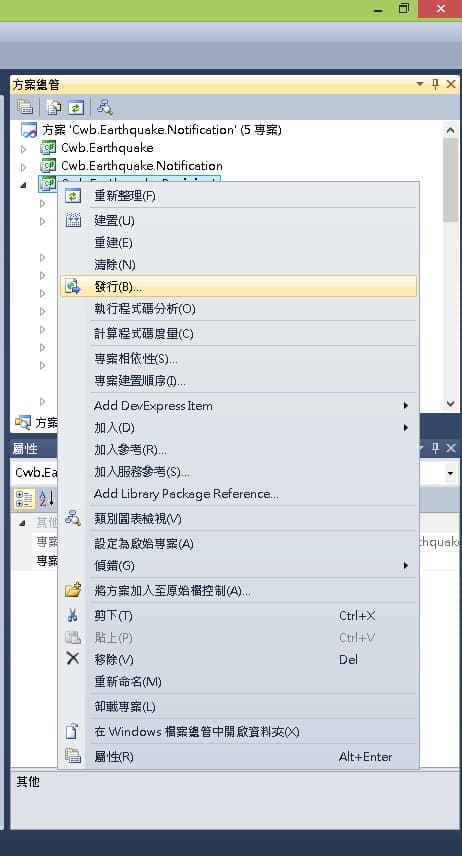 方案總管
方案 'Cwb.Earthquake.Notification' (5 專案)
Cwb.Earthquake
Cwb.Earthquake.Notification
重新整理(F)
建置(U)
重建(E)
清除(N)
發行(B)...
執行程式碼分析(O)
計算程式碼度量(C)
專案相依性(S)...
專案建置順序(I)...
Add DevExpress Item
加入(D)
加入參考(R)...
加入服務參考(S)...
Add Library Package Reference...
類別圖表檢視(V)
設定為啟始專案(A)
偵錯(G)
將方案加入至原始檔控制(A)...
剪下(T) Ctrl+X
貼上(P) Ctrl+V
移除(V) Del
重新命名(M)
卸載專案(L)
在 Windows 檔案總管中開啟資料夾(X)
屬性(R) Alt+Enter
方案
屬性
Cwb.Ea
其他
專案 thquak
專案
其他